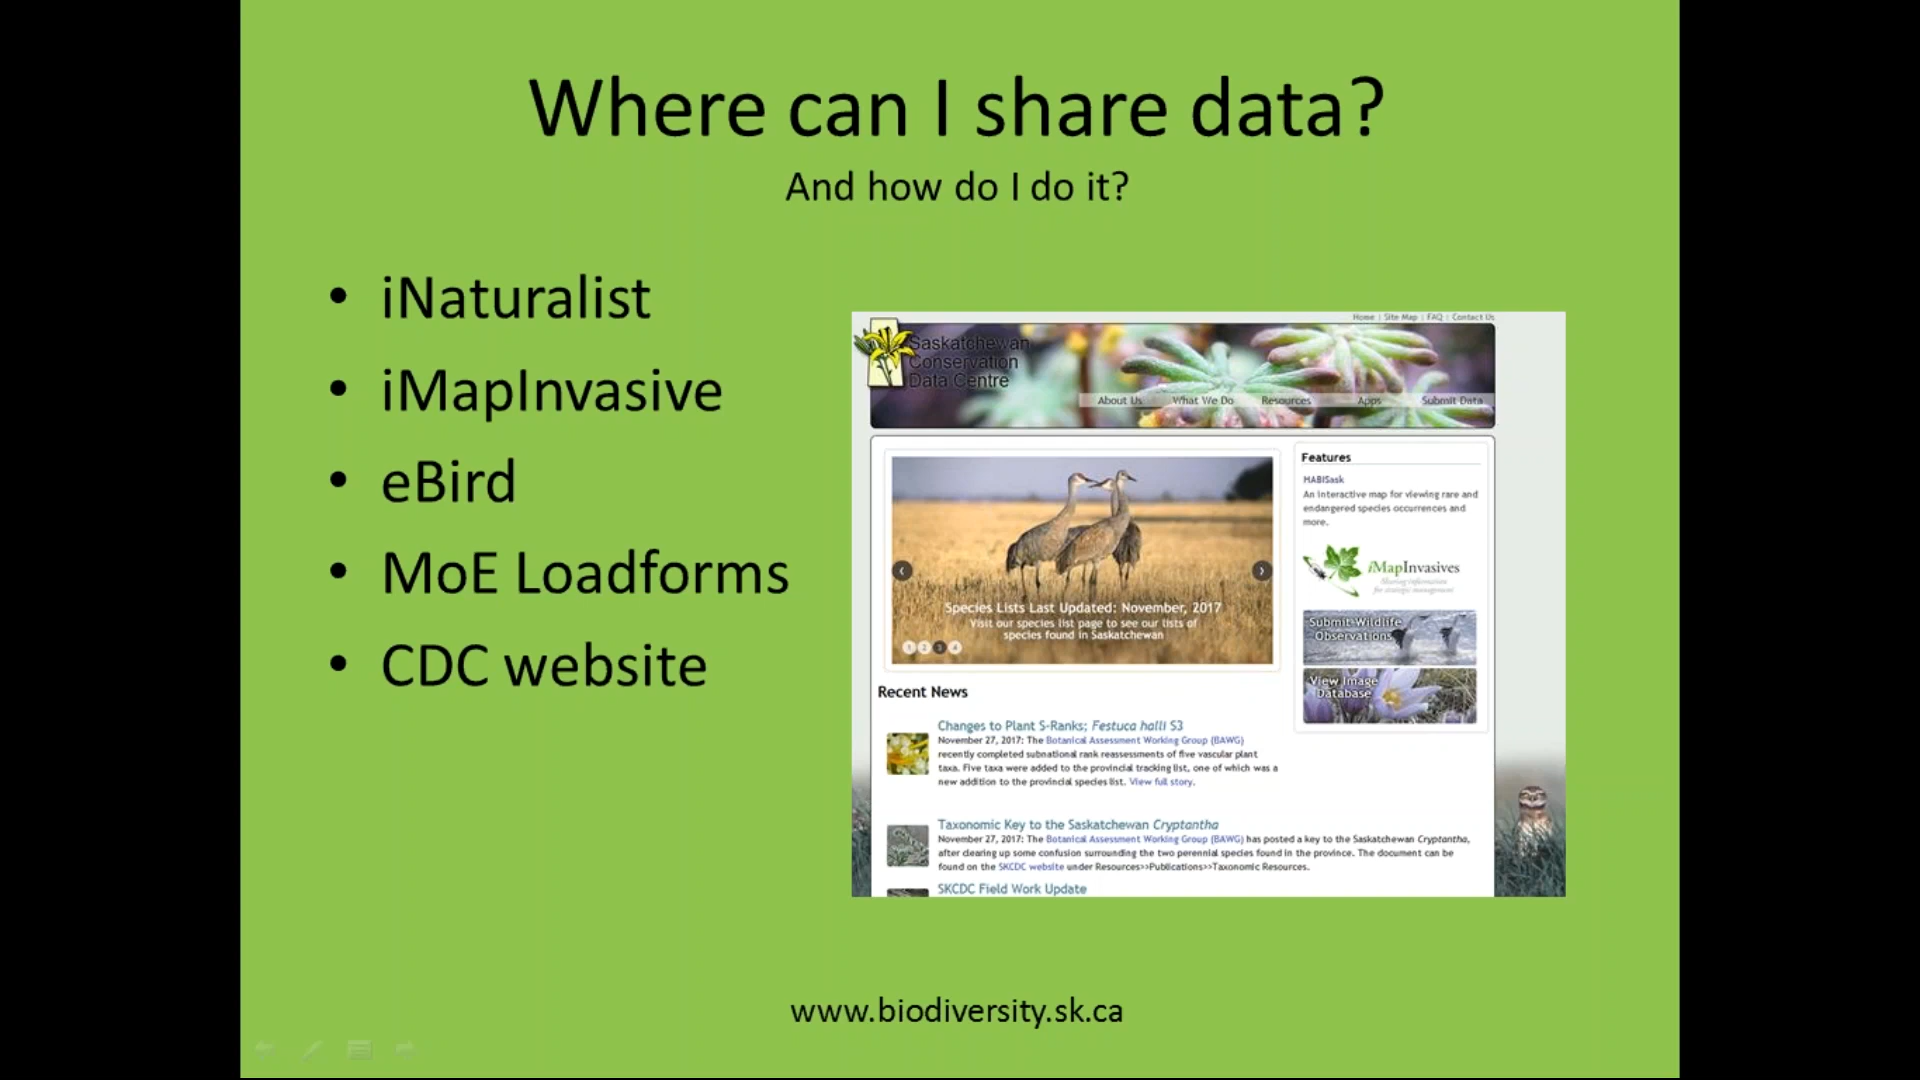 Where can I share data?
And how do I do it?
• iNaturalist
• iMapInvasive
• eBird
• MoE Loadforms
• CDC website
Home | Site Map | FAQ | Contact Us
Saskatchewan
Conservation
Data Centre
About Us What We Do Resources Apps Submit Data
Species Lists Last Updated: November, 2017
Visit our species list page to see our lists of
species found in Saskatchewan
1 2 3 4
Features
HABISask
An interactive map for viewing rare and
endangered species occurrences and
more.
iMapInvasives
Sharing information
for strategic management
Submit Wildlife
Observations
View Image
Database
Recent News
Changes to Plant S-Ranks; Festuca hallii S3
November 27, 2017: The Botanical Assessment Working Group (BAWG)
recently completed subnational rank reassessments of five vascular plant
taxa. Five taxa were added to the provincial tracking list, one of which was a
new addition to the provincial species list. View full story.
Taxonomic Key to the Saskatchewan Cryptantha
November 27, 2017: The Botanical Assessment Working Group (BAWG) has posted a key to the Saskatchewan Cryptantha,
after clearing up some confusion surrounding the two perennial species found in the province. The document can be
found on the SKCDC website under Resources>>Publications>>Taxonomic Resources.
SKCDC Field Work Update
www.biodiversity.sk.ca